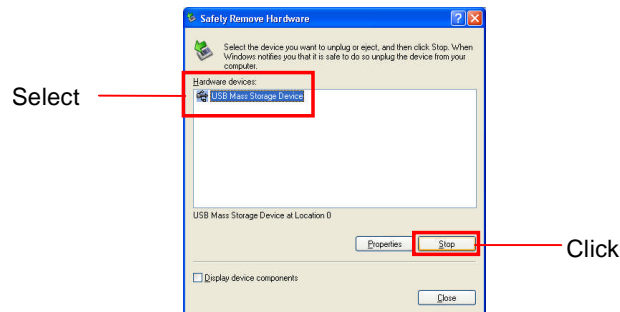 Safely Remove Hardware
Select the device you want to unplug or eject, and then click Stop. When
Windows notifies you that it is safe to do so unplug the device from your
computer.
Hardware devices:
Select
USB Mass Storage Device
USB Mass Storage Device at Location 0
Properties
Stop
Click
Display device components
Close